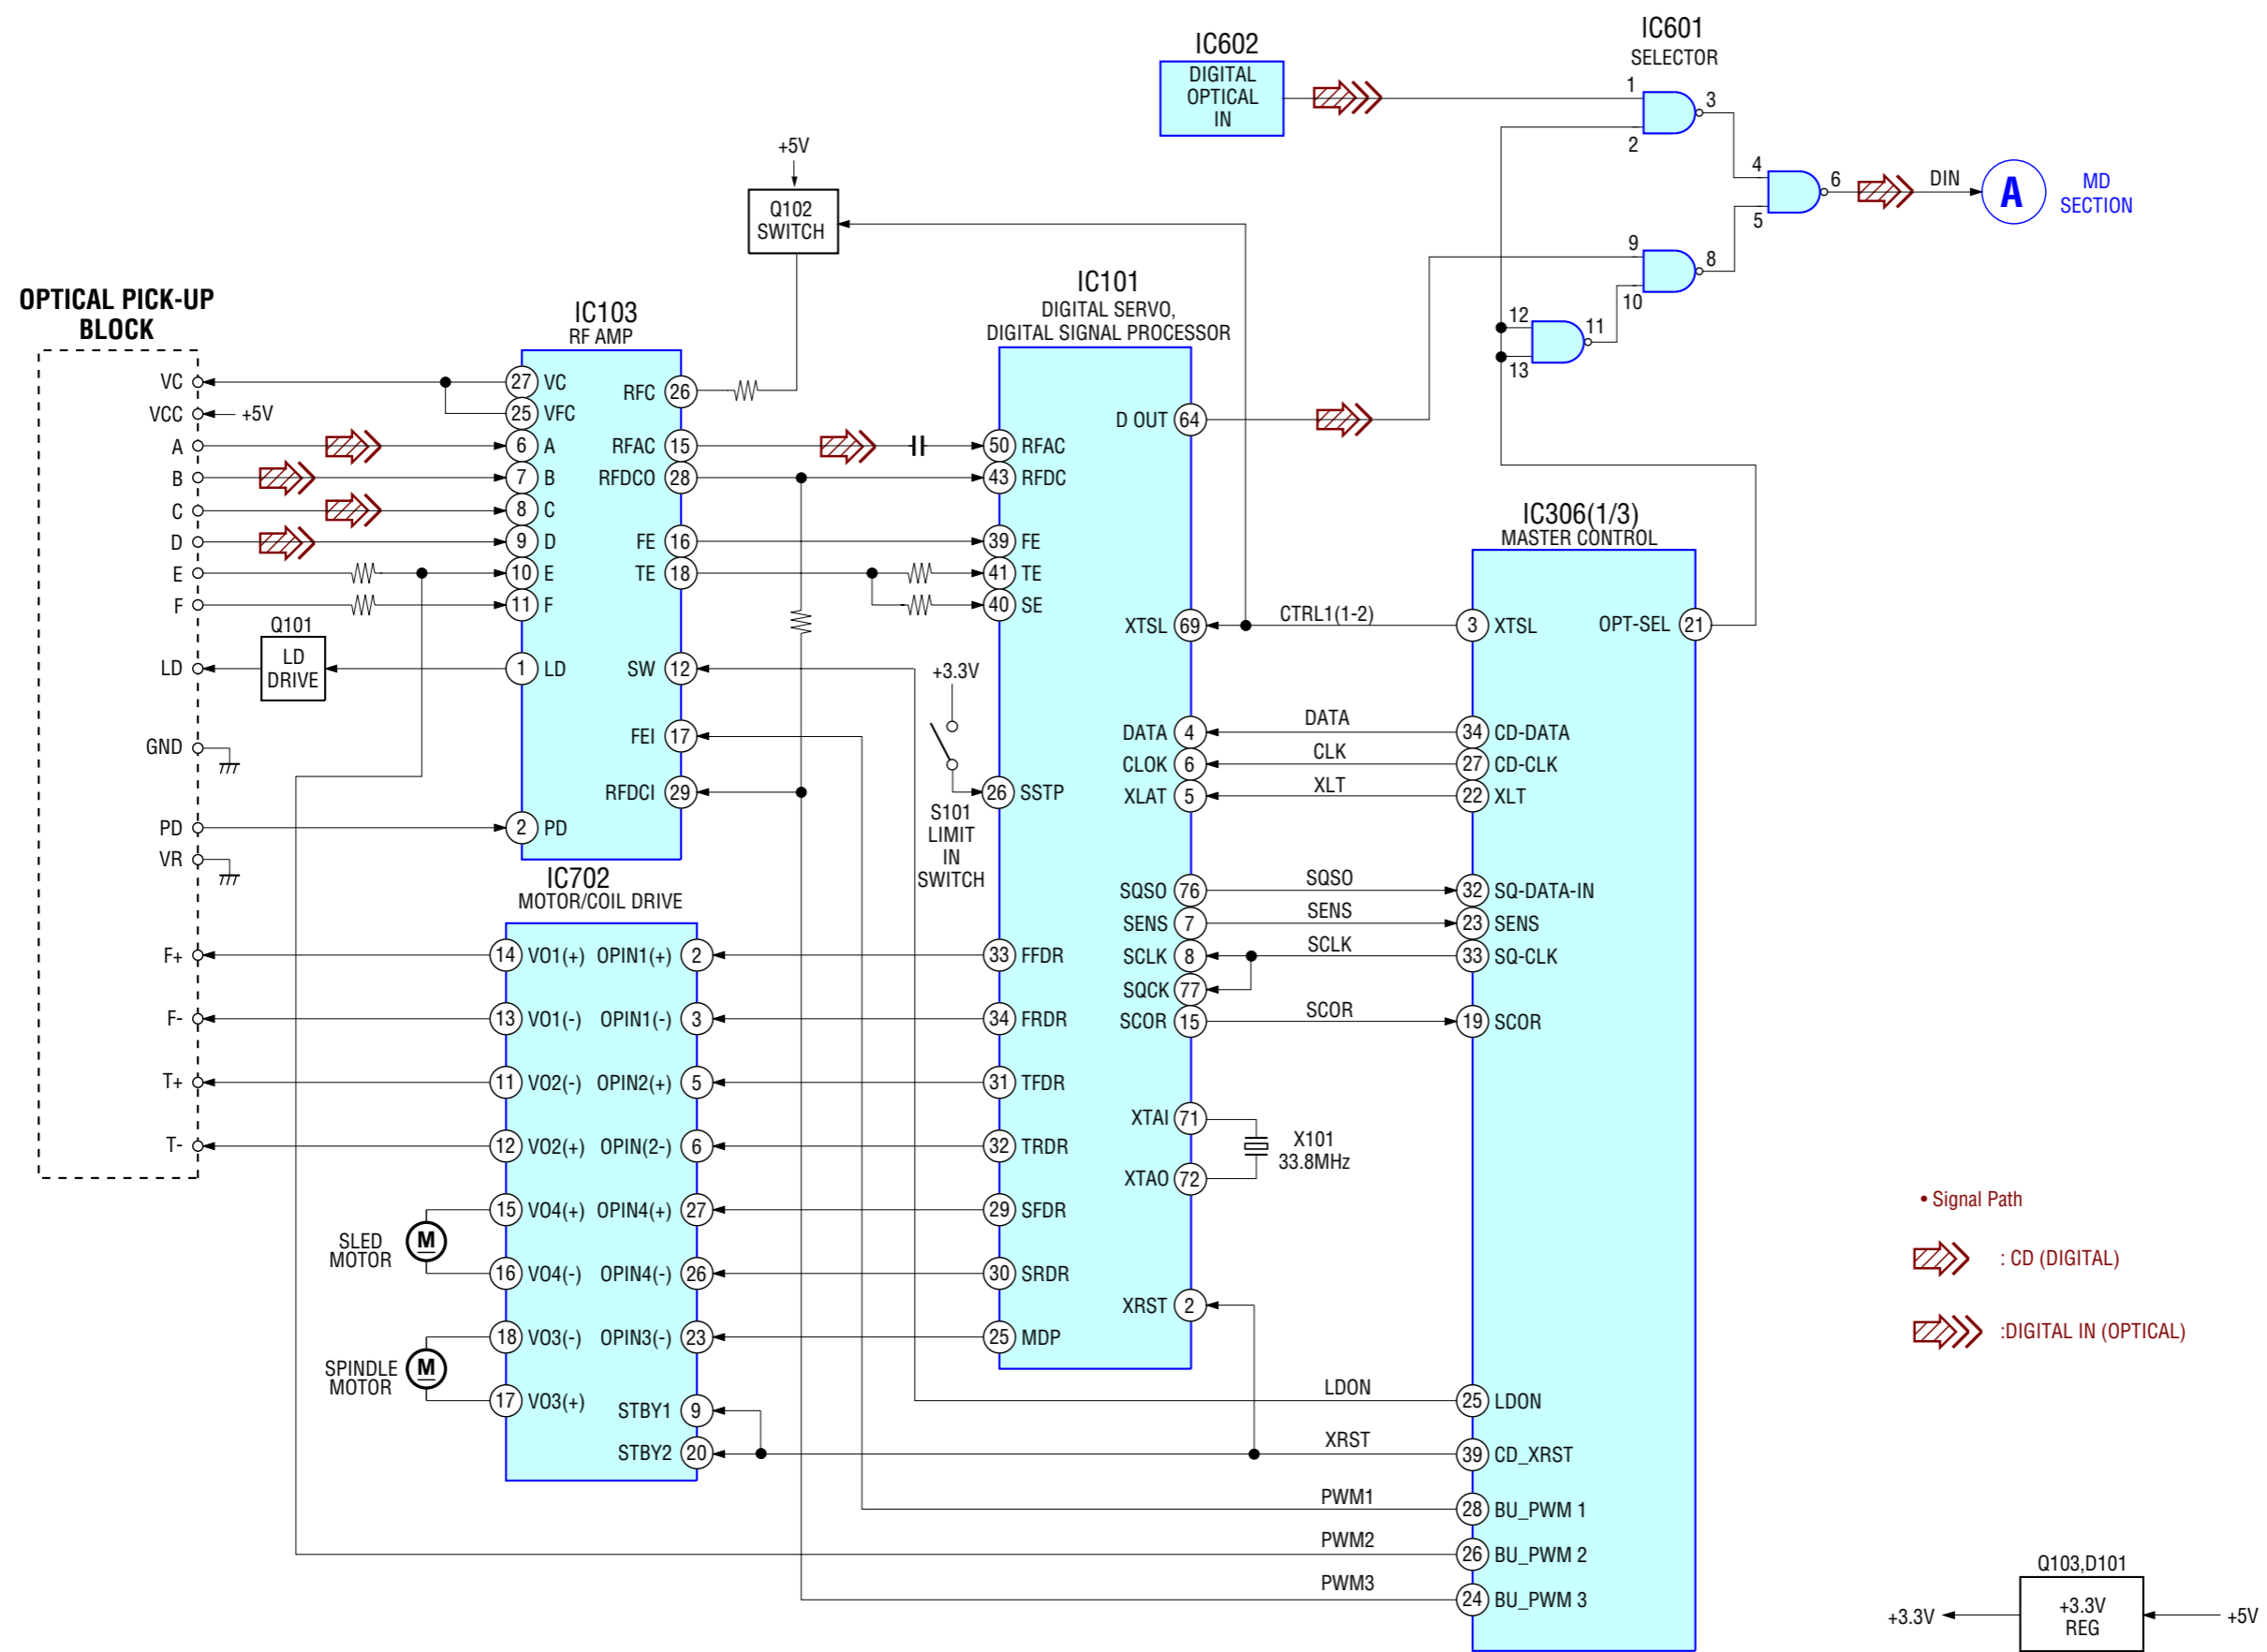 IC602
DIGITAL
OPTICAL
IN
IC601
SELECTOR
1
2
3
4
5
6
DIN
A
MD
SECTION
9
10
8
12
13
11
+5V
Q102
SWITCH
OPTICAL PICK-UP
BLOCK
VC
VCC
+5V
A
B
C
D
E
F
LD
GND
PD
VR
F+
F-
T+
T-
Q101
LD
DRIVE
IC103
RF AMP
27 VC
25 VFC
6 A
7 B
8 C
9 D
10 E
11 F
1 LD
2 PD
RFC 26
RFAC 15
RFDCO 28
FE 16
TE 18
SW 12
FEI 17
RFDCI 29
IC702
MOTOR/COIL DRIVE
14 VO1(+) OPIN1(+) 2
13 VO1(-) OPIN1(-) 3
11 VO2(-) OPIN2(+) 5
12 VO2(+) OPIN(2-) 6
15 VO4(+) OPIN4(+) 27
16 VO4(-) OPIN4(-) 26
18 VO3(-) OPIN3(-) 23
17 VO3(+)
STBY1 9
STBY2 20
SLED
MOTOR
M
SPINDLE
MOTOR
M
+3.3V
S101
LIMIT
IN
SWITCH
IC101
DIGITAL SERVO,
DIGITAL SIGNAL PROCESSOR
50 RFAC
43 RFDC
39 FE
41 TE
40 SE
26 SSTP
33 FFDR
34 FRDR
31 TFDR
32 TRDR
29 SFDR
30 SRDR
25 MDP
D OUT 64
XTSL 69
DATA 4
CLOK 6
XLAT 5
SQSO 76
SENS 7
SCLK 8
SQCK 77
SCOR 15
XTAI 71
XTAO 72
XRST 2
X101
33.8MHz
CTRL1(1-2)
DATA
CLK
XLT
SQSO
SENS
SCLK
SCOR
LDON
XRST
PWM1
PWM2
PWM3
IC306(1/3)
MASTER CONTROL
3 XTSL
OPT-SEL 21
34 CD-DATA
27 CD-CLK
22 XLT
32 SQ-DATA-IN
23 SENS
33 SQ-CLK
19 SCOR
25 LDON
39 CD_XRST
28 BU_PWM 1
26 BU_PWM 2
24 BU_PWM 3
• Signal Path
: CD (DIGITAL)
:DIGITAL IN (OPTICAL)
Q103,D101
+3.3V
+3.3V
REG
+5V